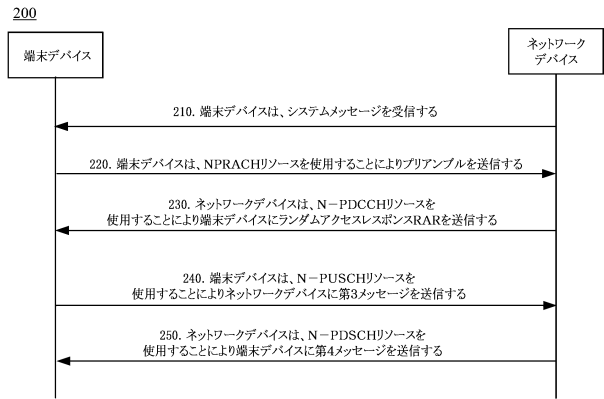 200
端末デバイス
ネットワーク
デバイス
210. 端末デバイスは、システムメッセージを受信する
220. 端末デバイスは、NPRACHリソースを使用することによりプリアンブルを送信する
230. ネットワークデバイスは、N－PDCCHリソースを
使用することにより端末デバイスにランダムアクセスレスポンスRARを送信する
240. 端末デバイスは、N－PUSCHリソースを
使用することによりネットワークデバイスに第3メッセージを送信する
250. ネットワークデバイスは、N－PDSCHリソースを
使用することにより端末デバイスに第4メッセージを送信する